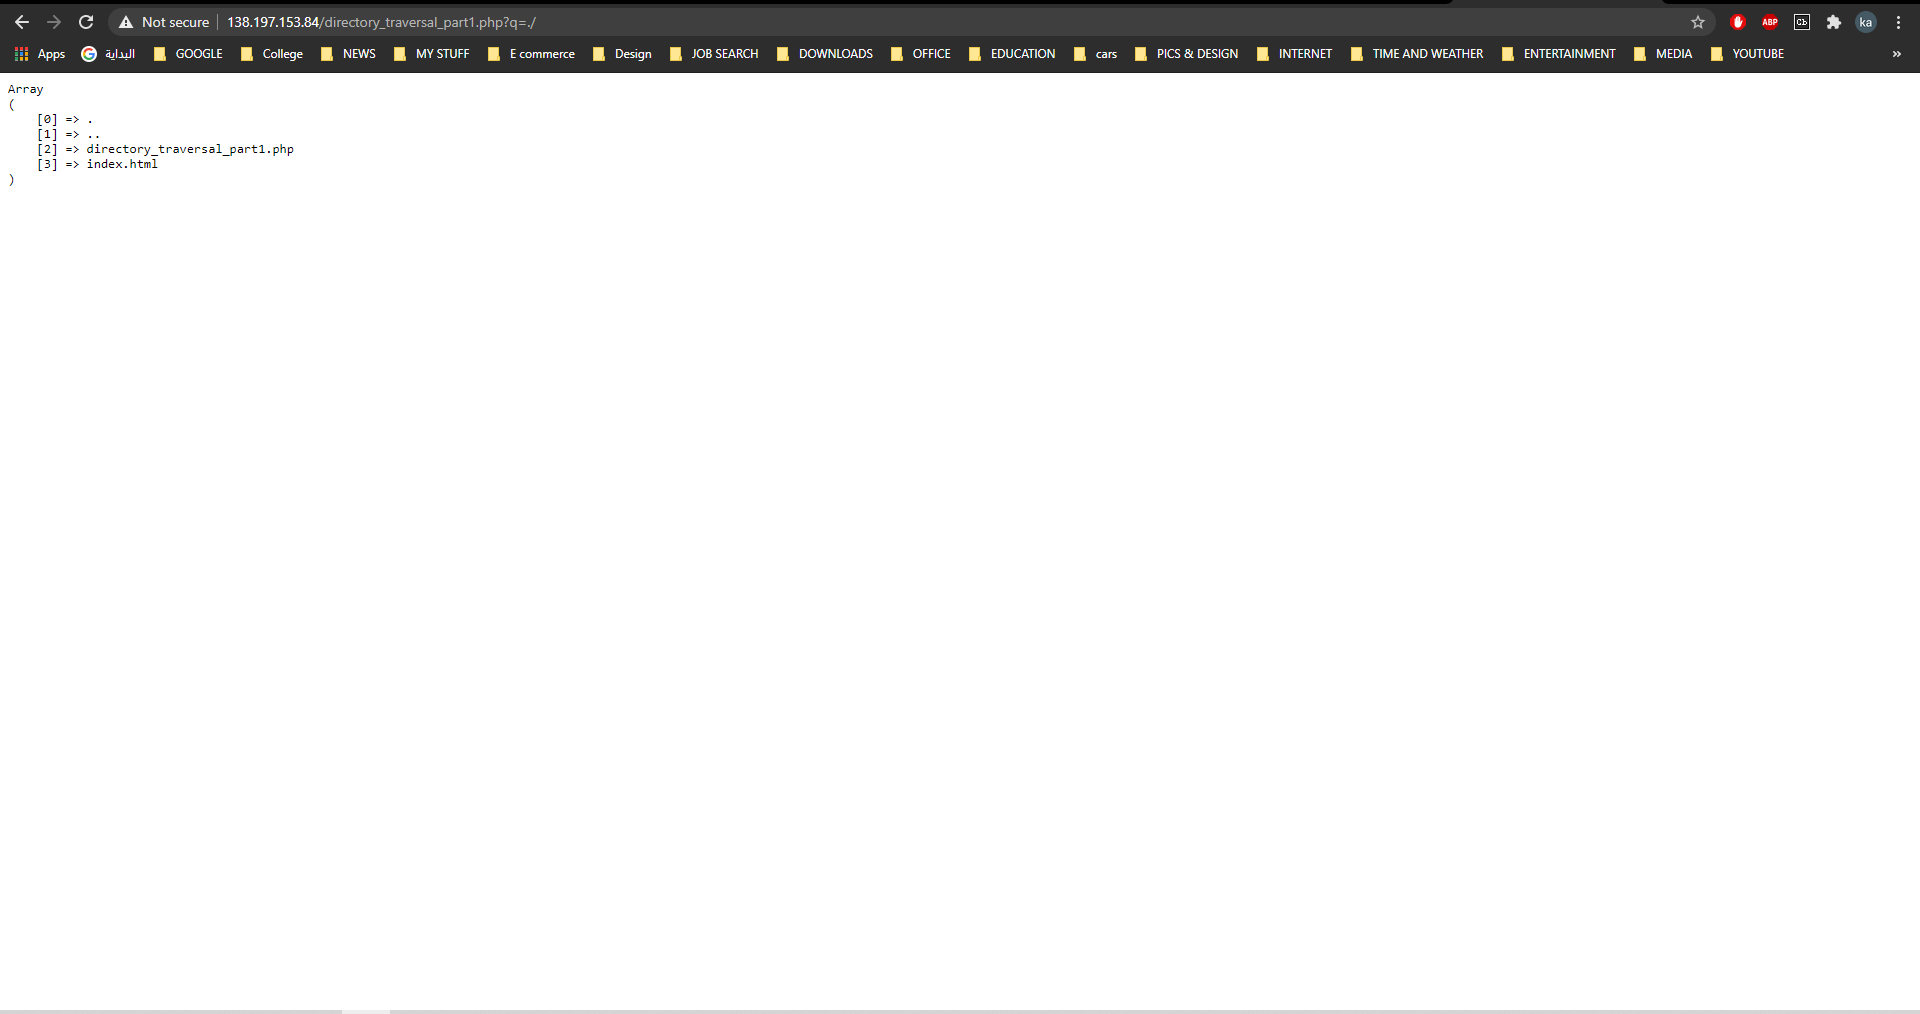 Not secure 138.197.153.84/directory_traversal_part1.php?q=./ ABP Cb ka
Apps البداية GOOGLE College NEWS MY STUFF E commerce Design JOB SEARCH DOWNLOADS OFFICE EDUCATION cars PICS & DESIGN INTERNET TIME AND WEATHER ENTERTAINMENT MEDIA YOUTUBE »
Array
(
[0] => .
[1] => ..
[2] => directory_traversal_part1.php
[3] => index.html
)